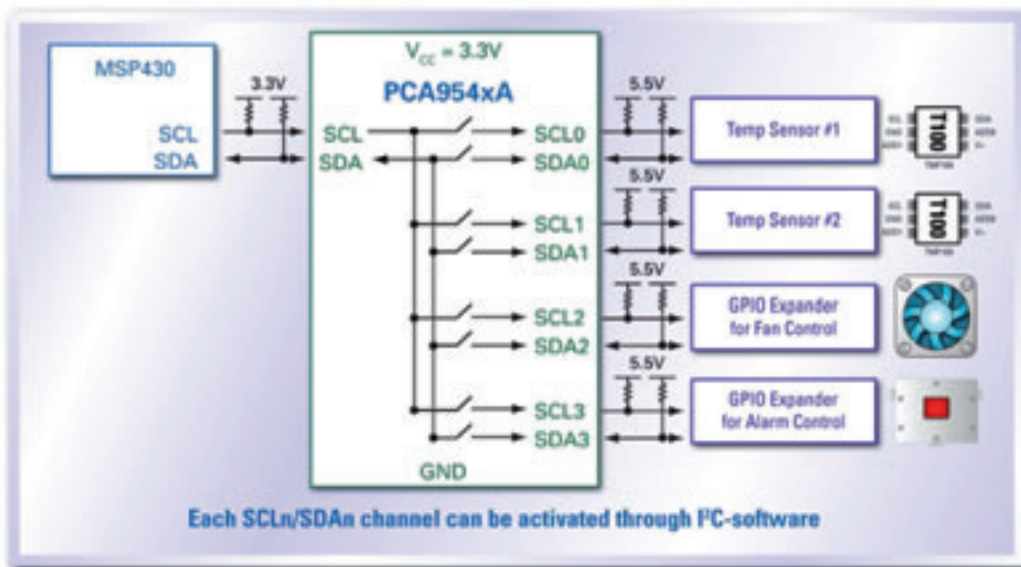 MSP430
SCL
SDA
3.3V
V_CC = 3.3V
PCA954xA
SCL
SDA
SCL0
SDA0
SCL1
SDA1
SCL2
SDA2
SCL3
SDA3
GND
5.5V
Temp Sensor #1
T100
5.5V
Temp Sensor #2
T100
5.5V
GPIO Expander
for Fan Control
5.5V
GPIO Expander
for Alarm Control
Each SCLn/SDAn channel can be activated through I²C-software